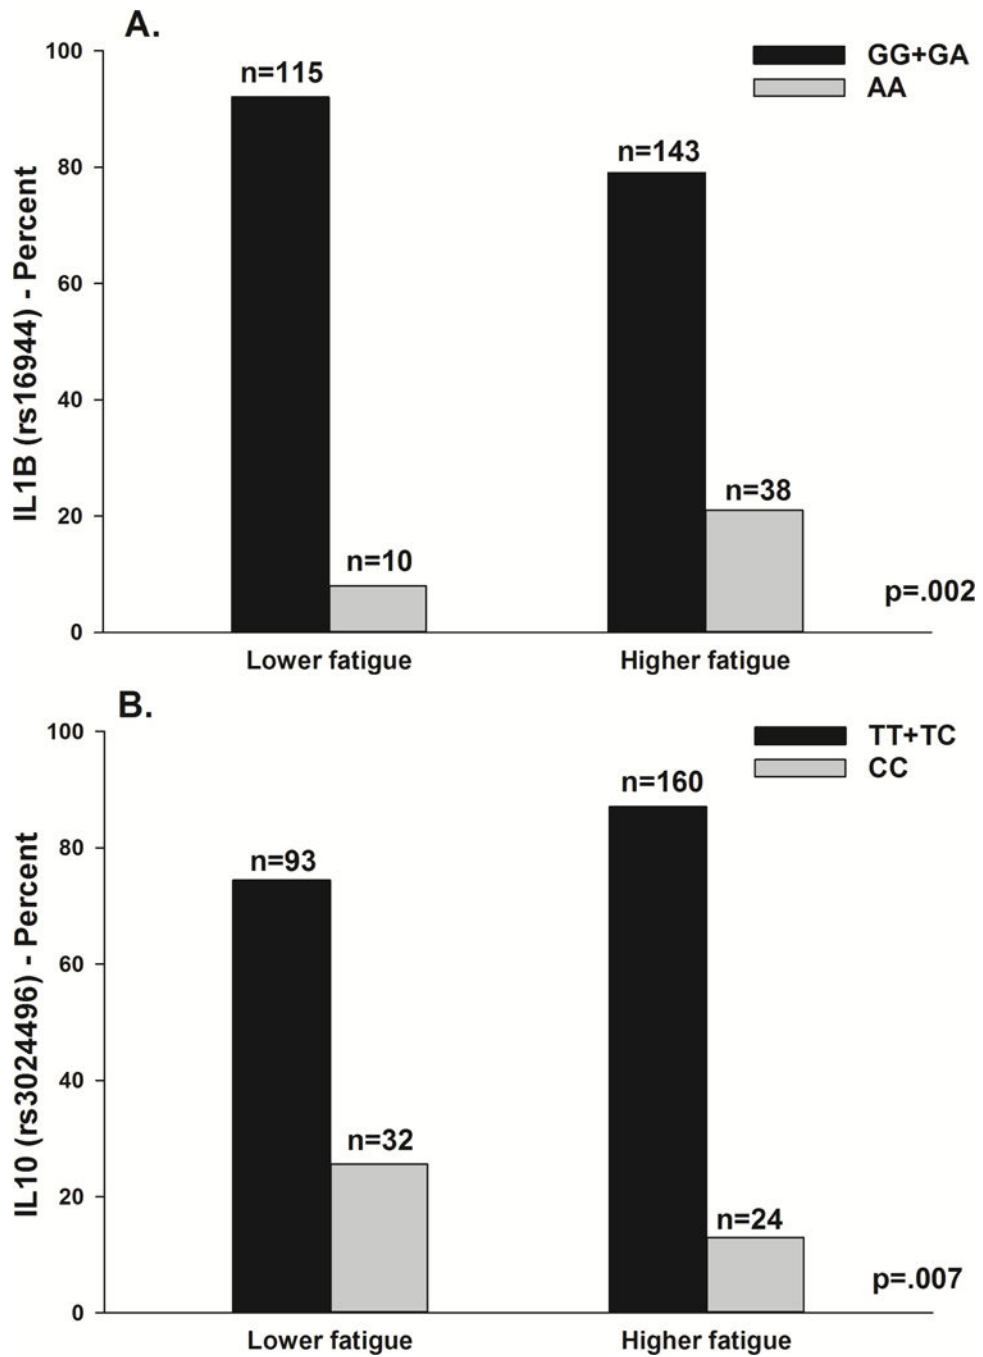 A.
100
n=115
GG+GA
AA
80
n=143
60
40
n=38
20
n=10
p=.002
0
IL1B (rs16944) - Percent
Lower fatigue
Higher fatigue
B.
100
TT+TC
CC
n=160
80
n=93
60
40
n=32
20
n=24
p=.007
0
IL10 (rs3024496) - Percent
Lower fatigue
Higher fatigue